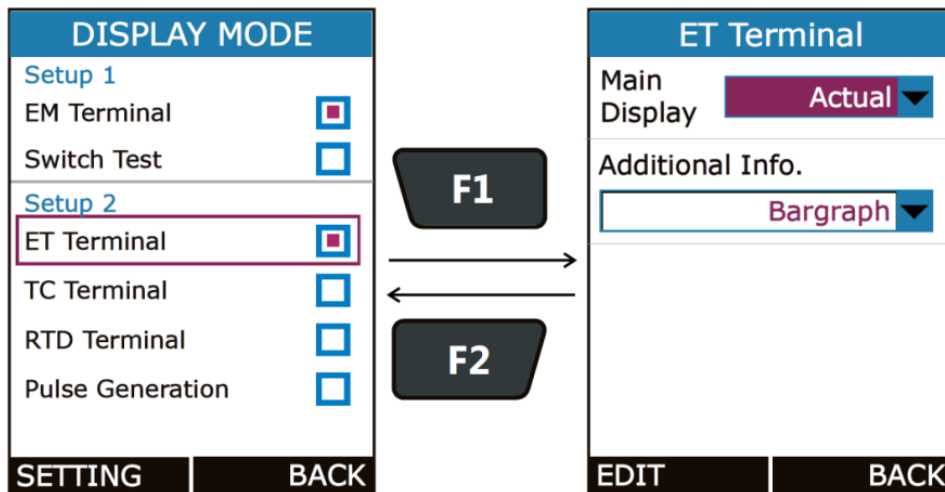 DISPLAY MODE
Setup 1
EM Terminal
Switch Test
Setup 2
ET Terminal
TC Terminal
RTD Terminal
Pulse Generation
SETTING
BACK
F1
F2
ET Terminal
Main
Display
Actual
Additional Info.
Bargraph
EDIT
BACK